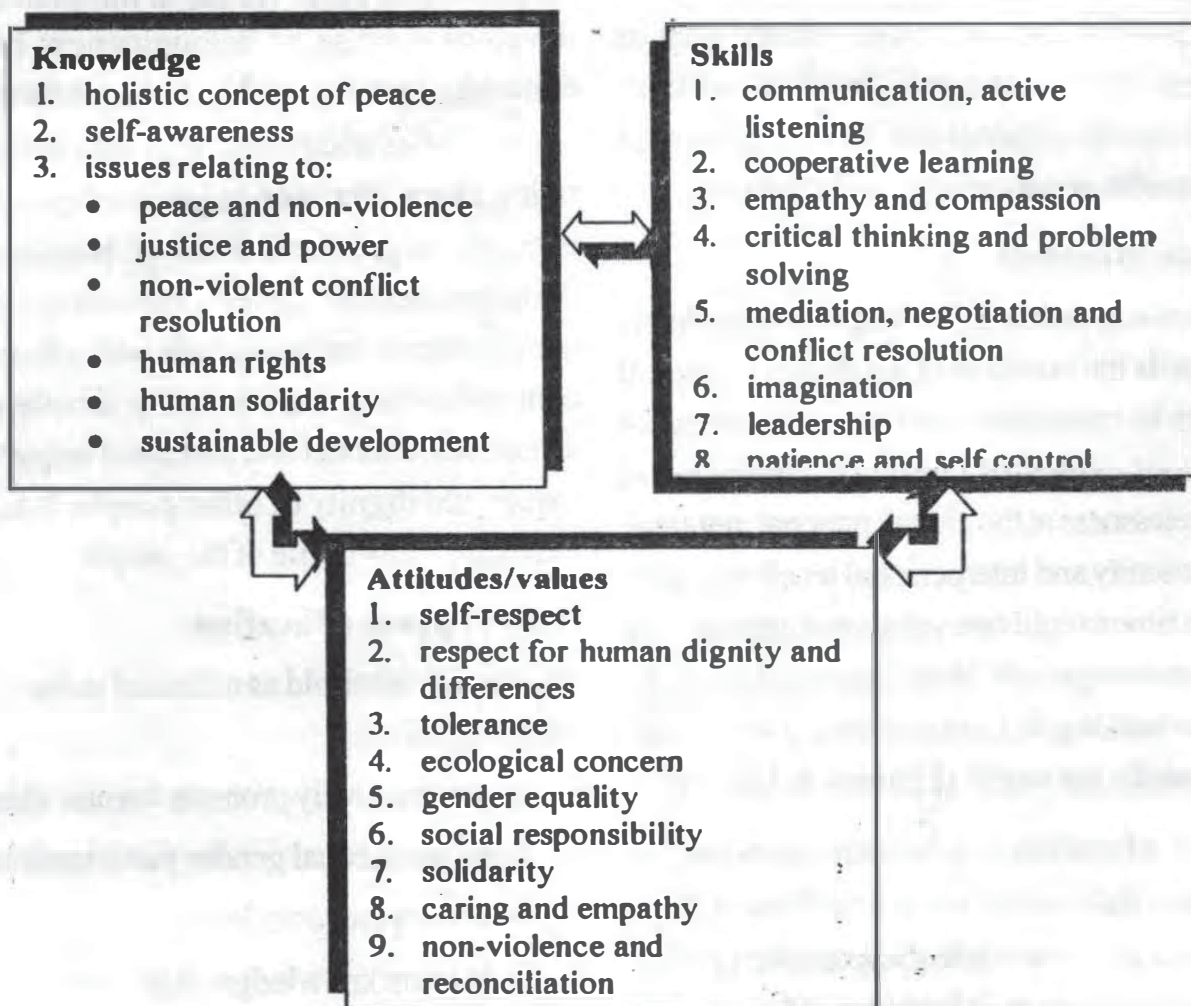 Knowledge
1. holistic concept of peace
2. self-awareness
3. issues relating to:
• peace and non-violence
• justice and power
• non-violent conflict
resolution
• human rights
• human solidarity
• sustainable development
Skills
1. communication, active
listening
2. cooperative learning
3. empathy and compassion
4. critical thinking and problem
solving
5. mediation, negotiation and
conflict resolution
6. imagination
7. leadership
8 patience and self control
Attitudes/values
1. self-respect
2. respect for human dignity and
differences
3. tolerance
4. ecological concern
5. gender equality
6. social responsibility
7. solidarity
8. caring and empathy
9. non-violence and
reconciliation